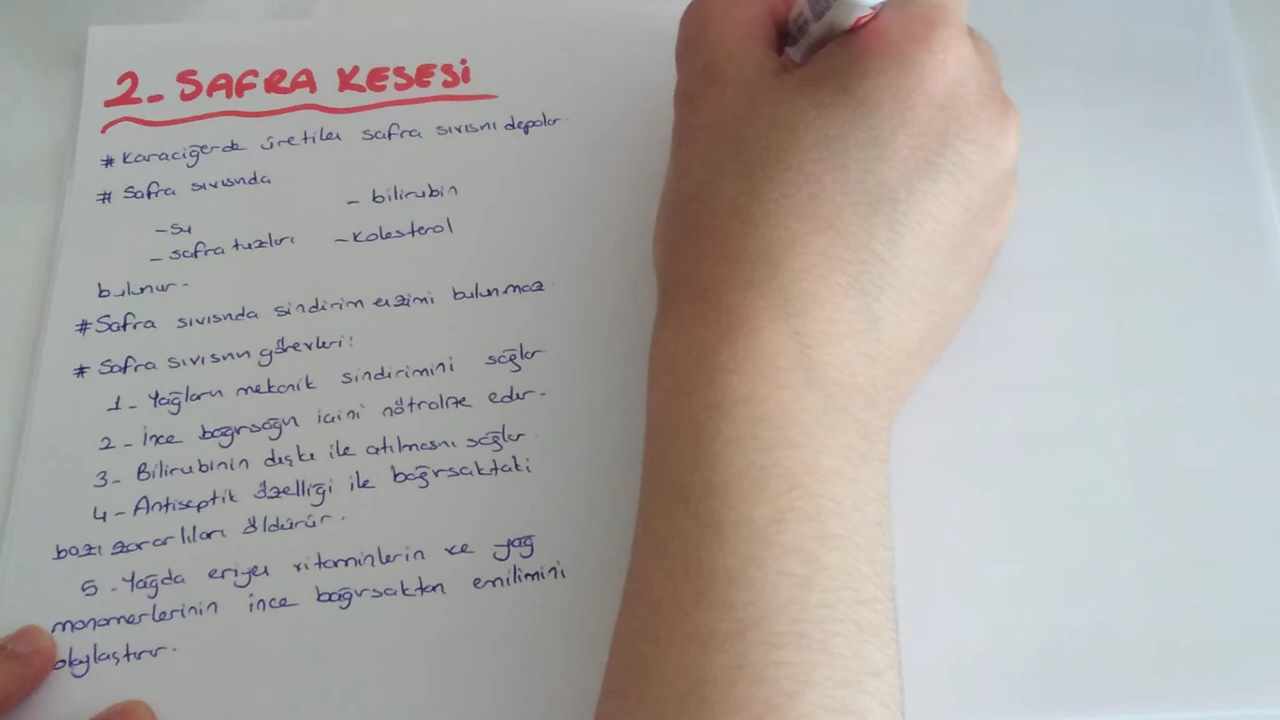 2- SAFRA KESESİ
# Karaciğerde üretilen safra sıvısnı depolar.
# Safra sıvısında
- Su - bilirubin
- safra tuzları - Kolesterol
bulunur.
# Safra sıvısında sindirim enzimi bulunmaz
# Safra sıvısının görevleri:
1- Yağların mekanik sindirimini sağlar
2- İnce bağırsağın içini nötralize eder.
3- Bilirubinin dışkı ile atılmasını sağlar.
4- Antiseptik özelliği ile bağırsaktaki
bazı zararlıları öldürür.
5- Yağda eriyen vitaminlerin ve yağ
monomerlerinin ince bağırsaktan emilimini
olaylaştırır.